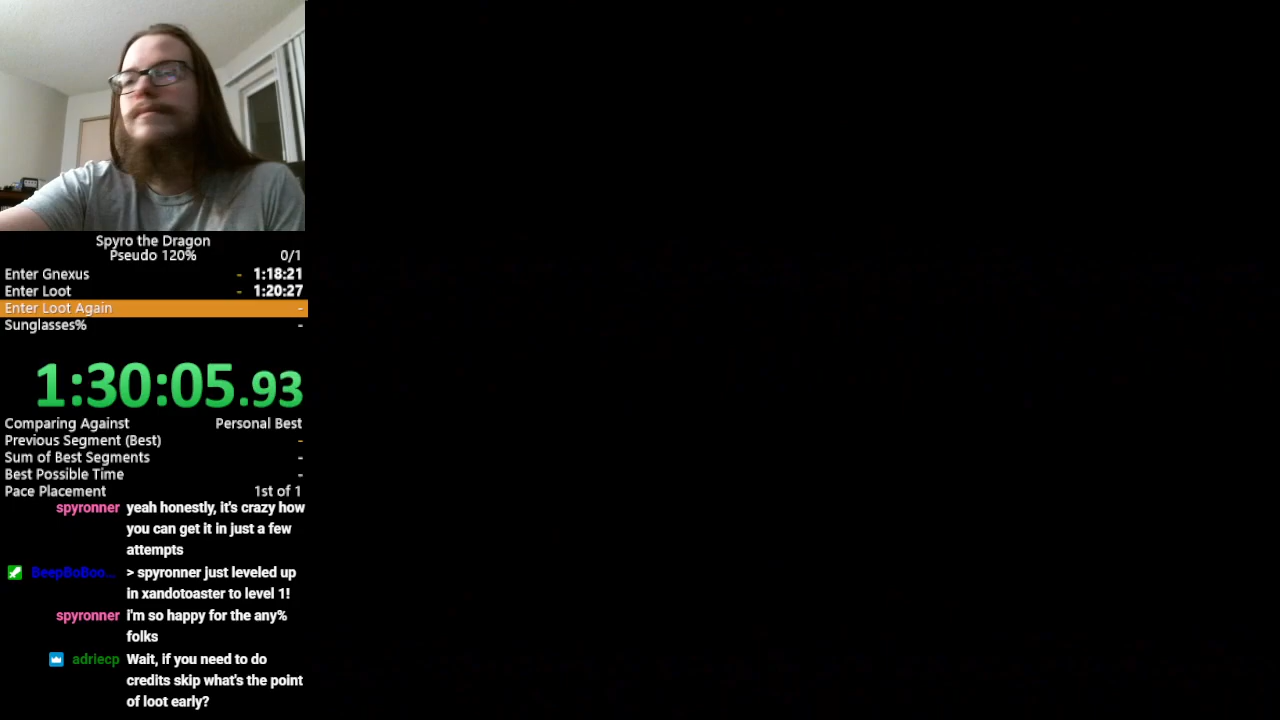 Spyro the Dragon
Pseudo 120% 0/1
Enter Gnexus - 1:18:21
Enter Loot - 1:20:27
Enter Loot Again -
Sunglasses% -
1:30:05.93
Comparing Against Personal Best
Previous Segment (Best) -
Sum of Best Segments -
Best Possible Time -
Pace Placement 1st of 1
spyronner yeah honestly, it's crazy how
you can get it in just a few
attempts
BeepBoBoo... > spyronner just leveled up
in xandotoaster to level 1!
spyronner i'm so happy for the any%
folks
adriecp Wait, if you need to do
credits skip what's the point
of loot early?